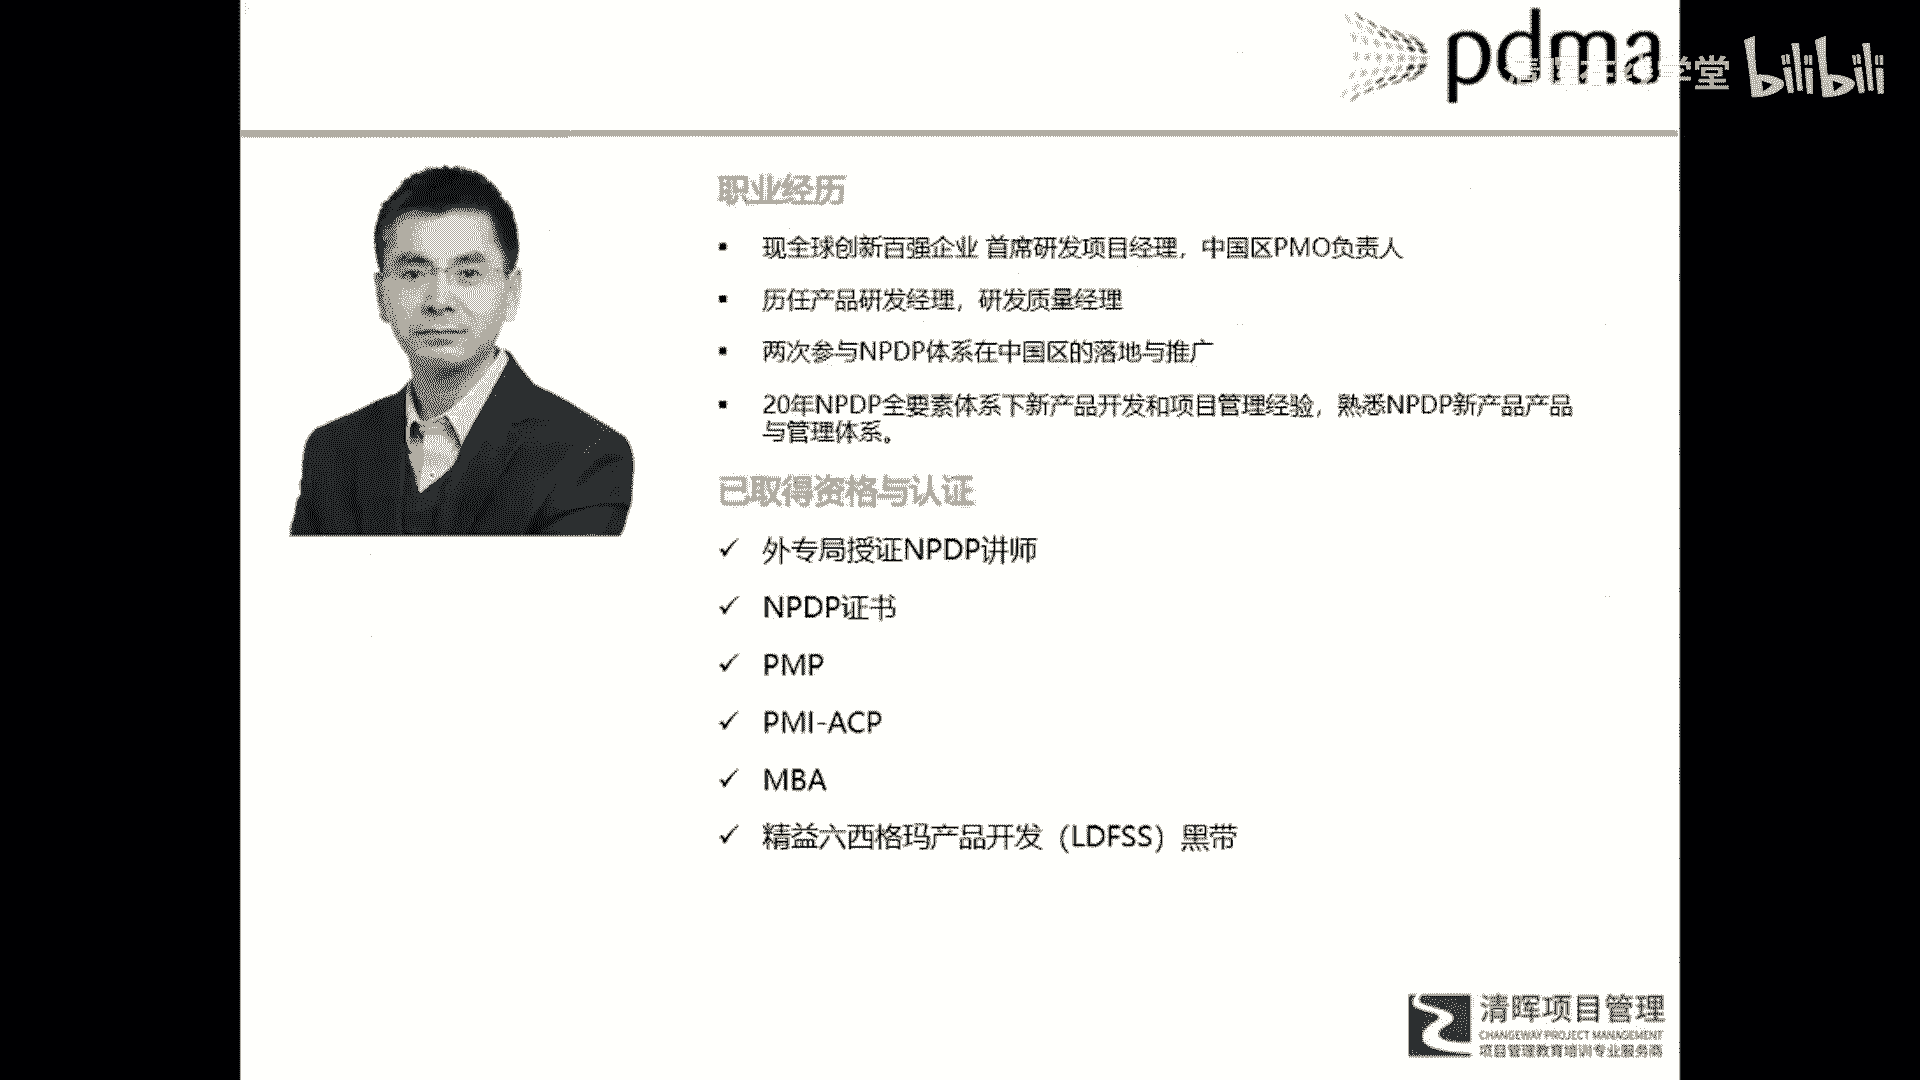 pdma
学堂 bilibili
职业经历
▪ 现全球创新百强企业 首席研发项目经理，中国区PMO负责人
▪ 历任产品研发经理，研发质量经理
▪ 两次参与NPDP体系在中国区的落地与推广
▪ 20年NPDP全要素体系下新产品开发和项目管理经验，熟悉NPDP新产品产品
与管理体系。
已取得资格与认证
✓ 外专局授证NPDP讲师
✓ NPDP证书
✓ PMP
✓ PMI-ACP
✓ MBA
✓ 精益六西格玛产品开发（LDFSS）黑带
清晖项目管理
CHANGEWAY PROJECT MANAGEMENT
项目管理教育培训专业服务商